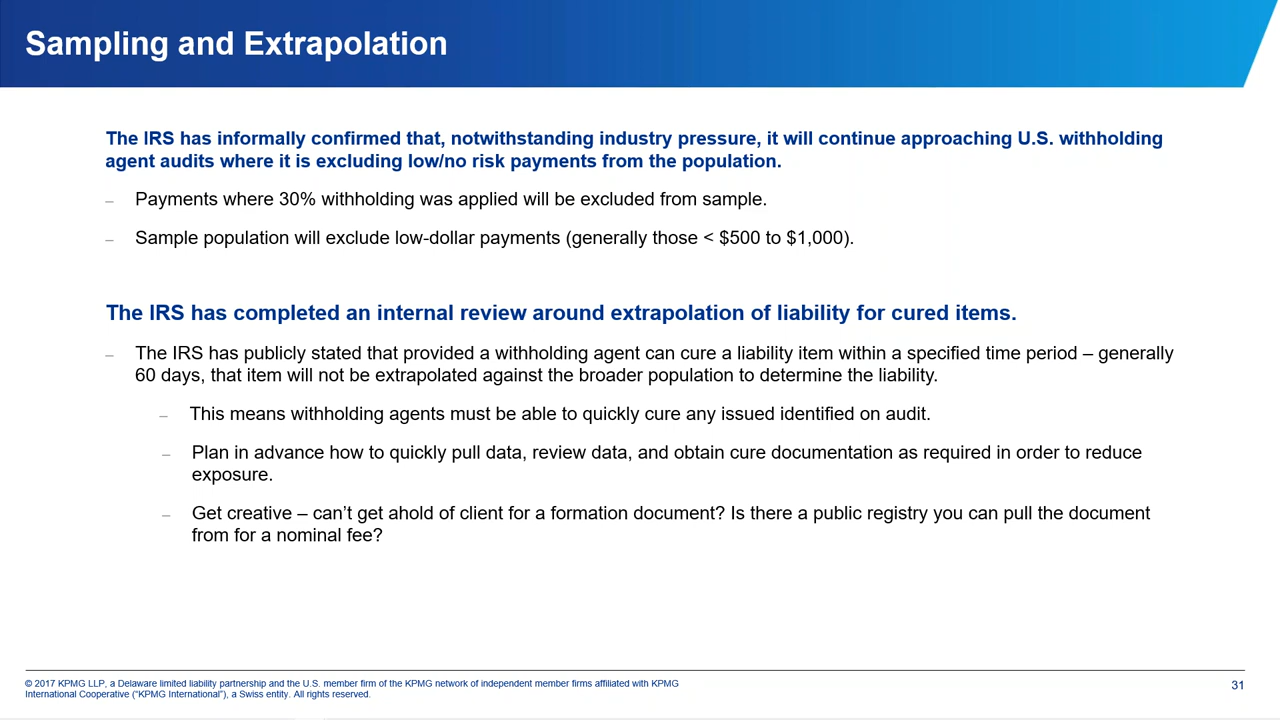 Sampling and Extrapolation
The IRS has informally confirmed that, notwithstanding industry pressure, it will continue approaching U.S. withholding
agent audits where it is excluding low/no risk payments from the population.
– Payments where 30% withholding was applied will be excluded from sample.
– Sample population will exclude low-dollar payments (generally those < $500 to $1,000).
The IRS has completed an internal review around extrapolation of liability for cured items.
– The IRS has publicly stated that provided a withholding agent can cure a liability item within a specified time period – generally
60 days, that item will not be extrapolated against the broader population to determine the liability.
– This means withholding agents must be able to quickly cure any issued identified on audit.
– Plan in advance how to quickly pull data, review data, and obtain cure documentation as required in order to reduce
exposure.
– Get creative – can’t get ahold of client for a formation document? Is there a public registry you can pull the document
from for a nominal fee?
© 2017 KPMG LLP, a Delaware limited liability partnership and the U.S. member firm of the KPMG network of independent member firms affiliated with KPMG
International Cooperative (“KPMG International”), a Swiss entity. All rights reserved.
31